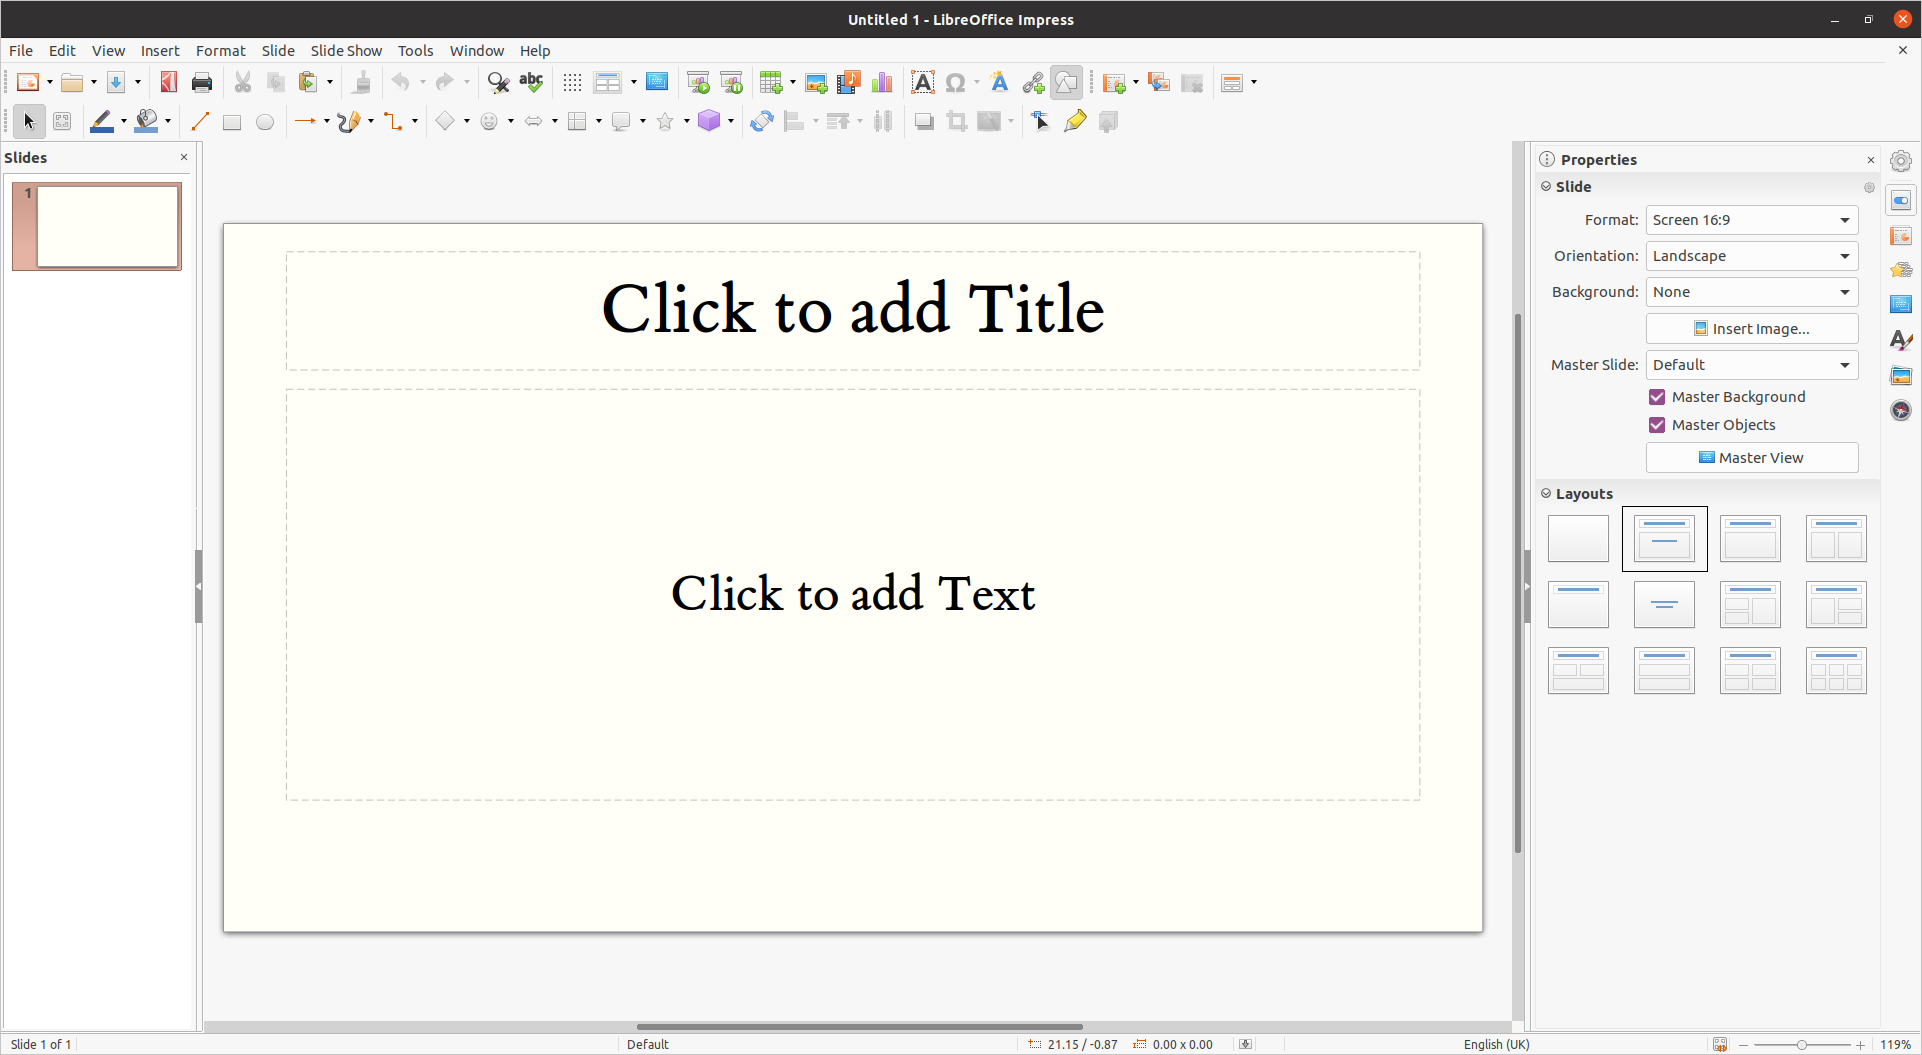 Untitled 1 - LibreOffice Impress
File Edit View Insert Format Slide Slide Show Tools Window Help
Slides
1
Click to add Title
Click to add Text
Properties
Slide
Format: Screen 16:9
Orientation: Landscape
Background: None
Insert Image...
Master Slide: Default
Master Background
Master Objects
Master View
Layouts
Slide 1 of 1 Default 21.15 / -0.87 0.00 x 0.00 English (UK) 119%